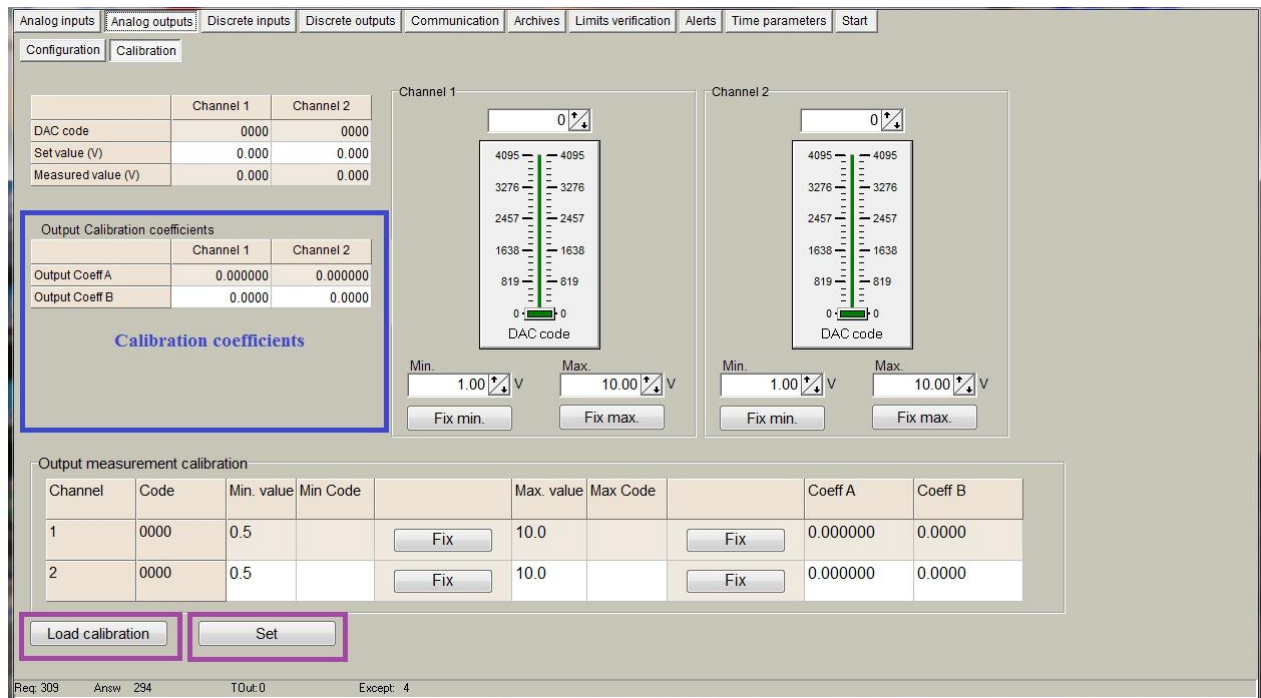 Analog inputs Analog outputs Discrete inputs Discrete outputs Communication Archives Limits verification Alerts Time parameters Start
Configuration Calibration
Channel 1 Channel 2
DAC code 0000 0000
Set value (V) 0.000 0.000
Measured value (V) 0.000 0.000
Output Calibration coefficients
Channel 1 Channel 2
Output Coeff A 0.000000 0.000000
Output Coeff B 0.0000 0.0000
Calibration coefficients
Channel 1
0
4095 4095
3276 3276
2457 2457
1638 1638
819 819
0 0
DAC code
Min. Max.
1.00 V 10.00 V
Fix min. Fix max.
Channel 2
0
4095 4095
3276 3276
2457 2457
1638 1638
819 819
0 0
DAC code
Min. Max.
1.00 V 10.00 V
Fix min. Fix max.
Output measurement calibration
Channel Code Min. value Min Code Max. value Max Code Coeff A Coeff B
1 0000 0.5 Fix 10.0 Fix 0.000000 0.0000
2 0000 0.5 Fix 10.0 Fix 0.000000 0.0000
Load calibration Set
Req: 309 Answ 294 TOut: 0 Except: 4